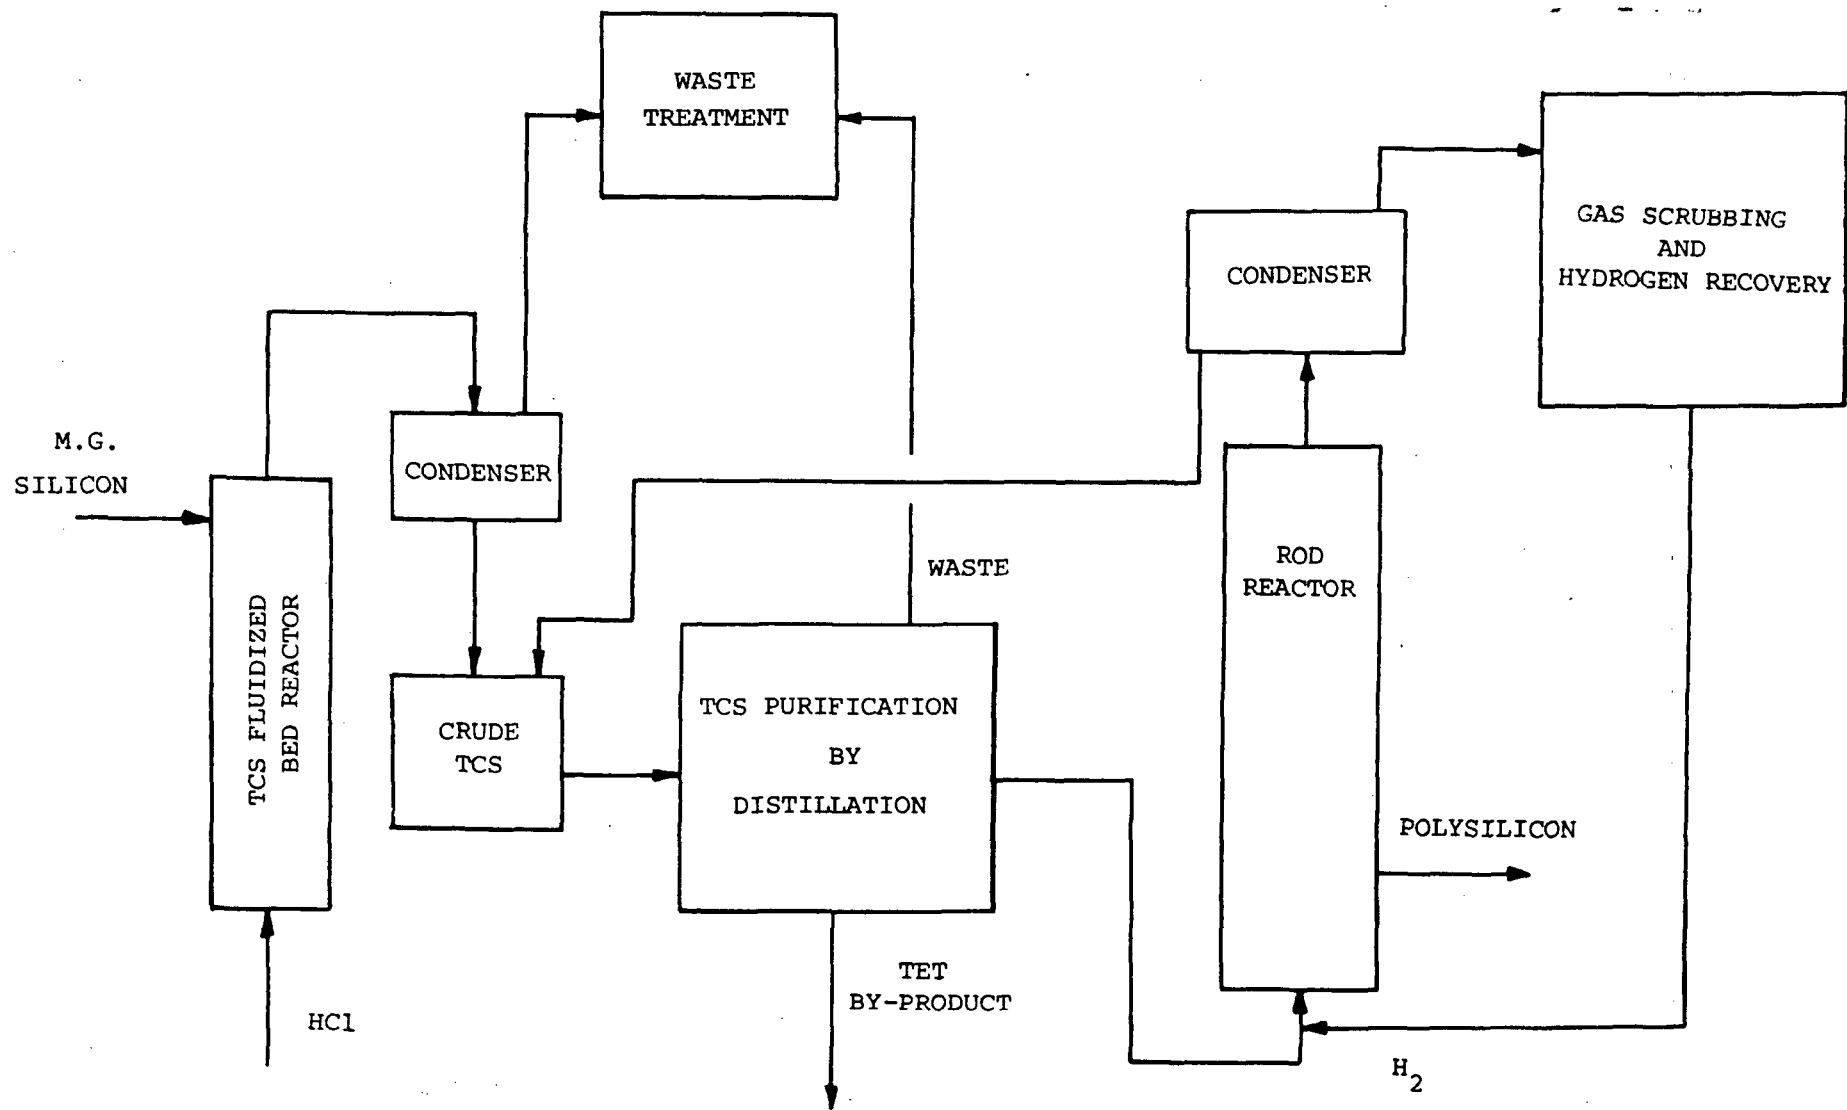 WASTE
TREATMENT
GAS SCRUBBING
AND
HYDROGEN RECOVERY
CONDENSER
M.G.
SILICON
CONDENSER
TCS FLUIDIZED
BED REACTOR
ROD
REACTOR
WASTE
CRUDE
TCS
TCS PURIFICATION
BY
DISTILLATION
POLYSILICON
TET
BY-PRODUCT
HCl
H2